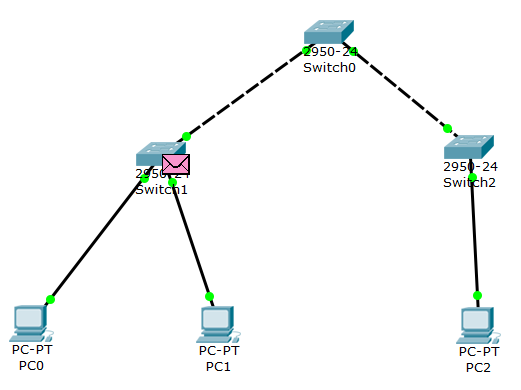 2950-24
Switch0
2950-24
Switch1
2950-24
Switch2
PC-PT
PC0
PC-PT
PC1
PC-PT
PC2